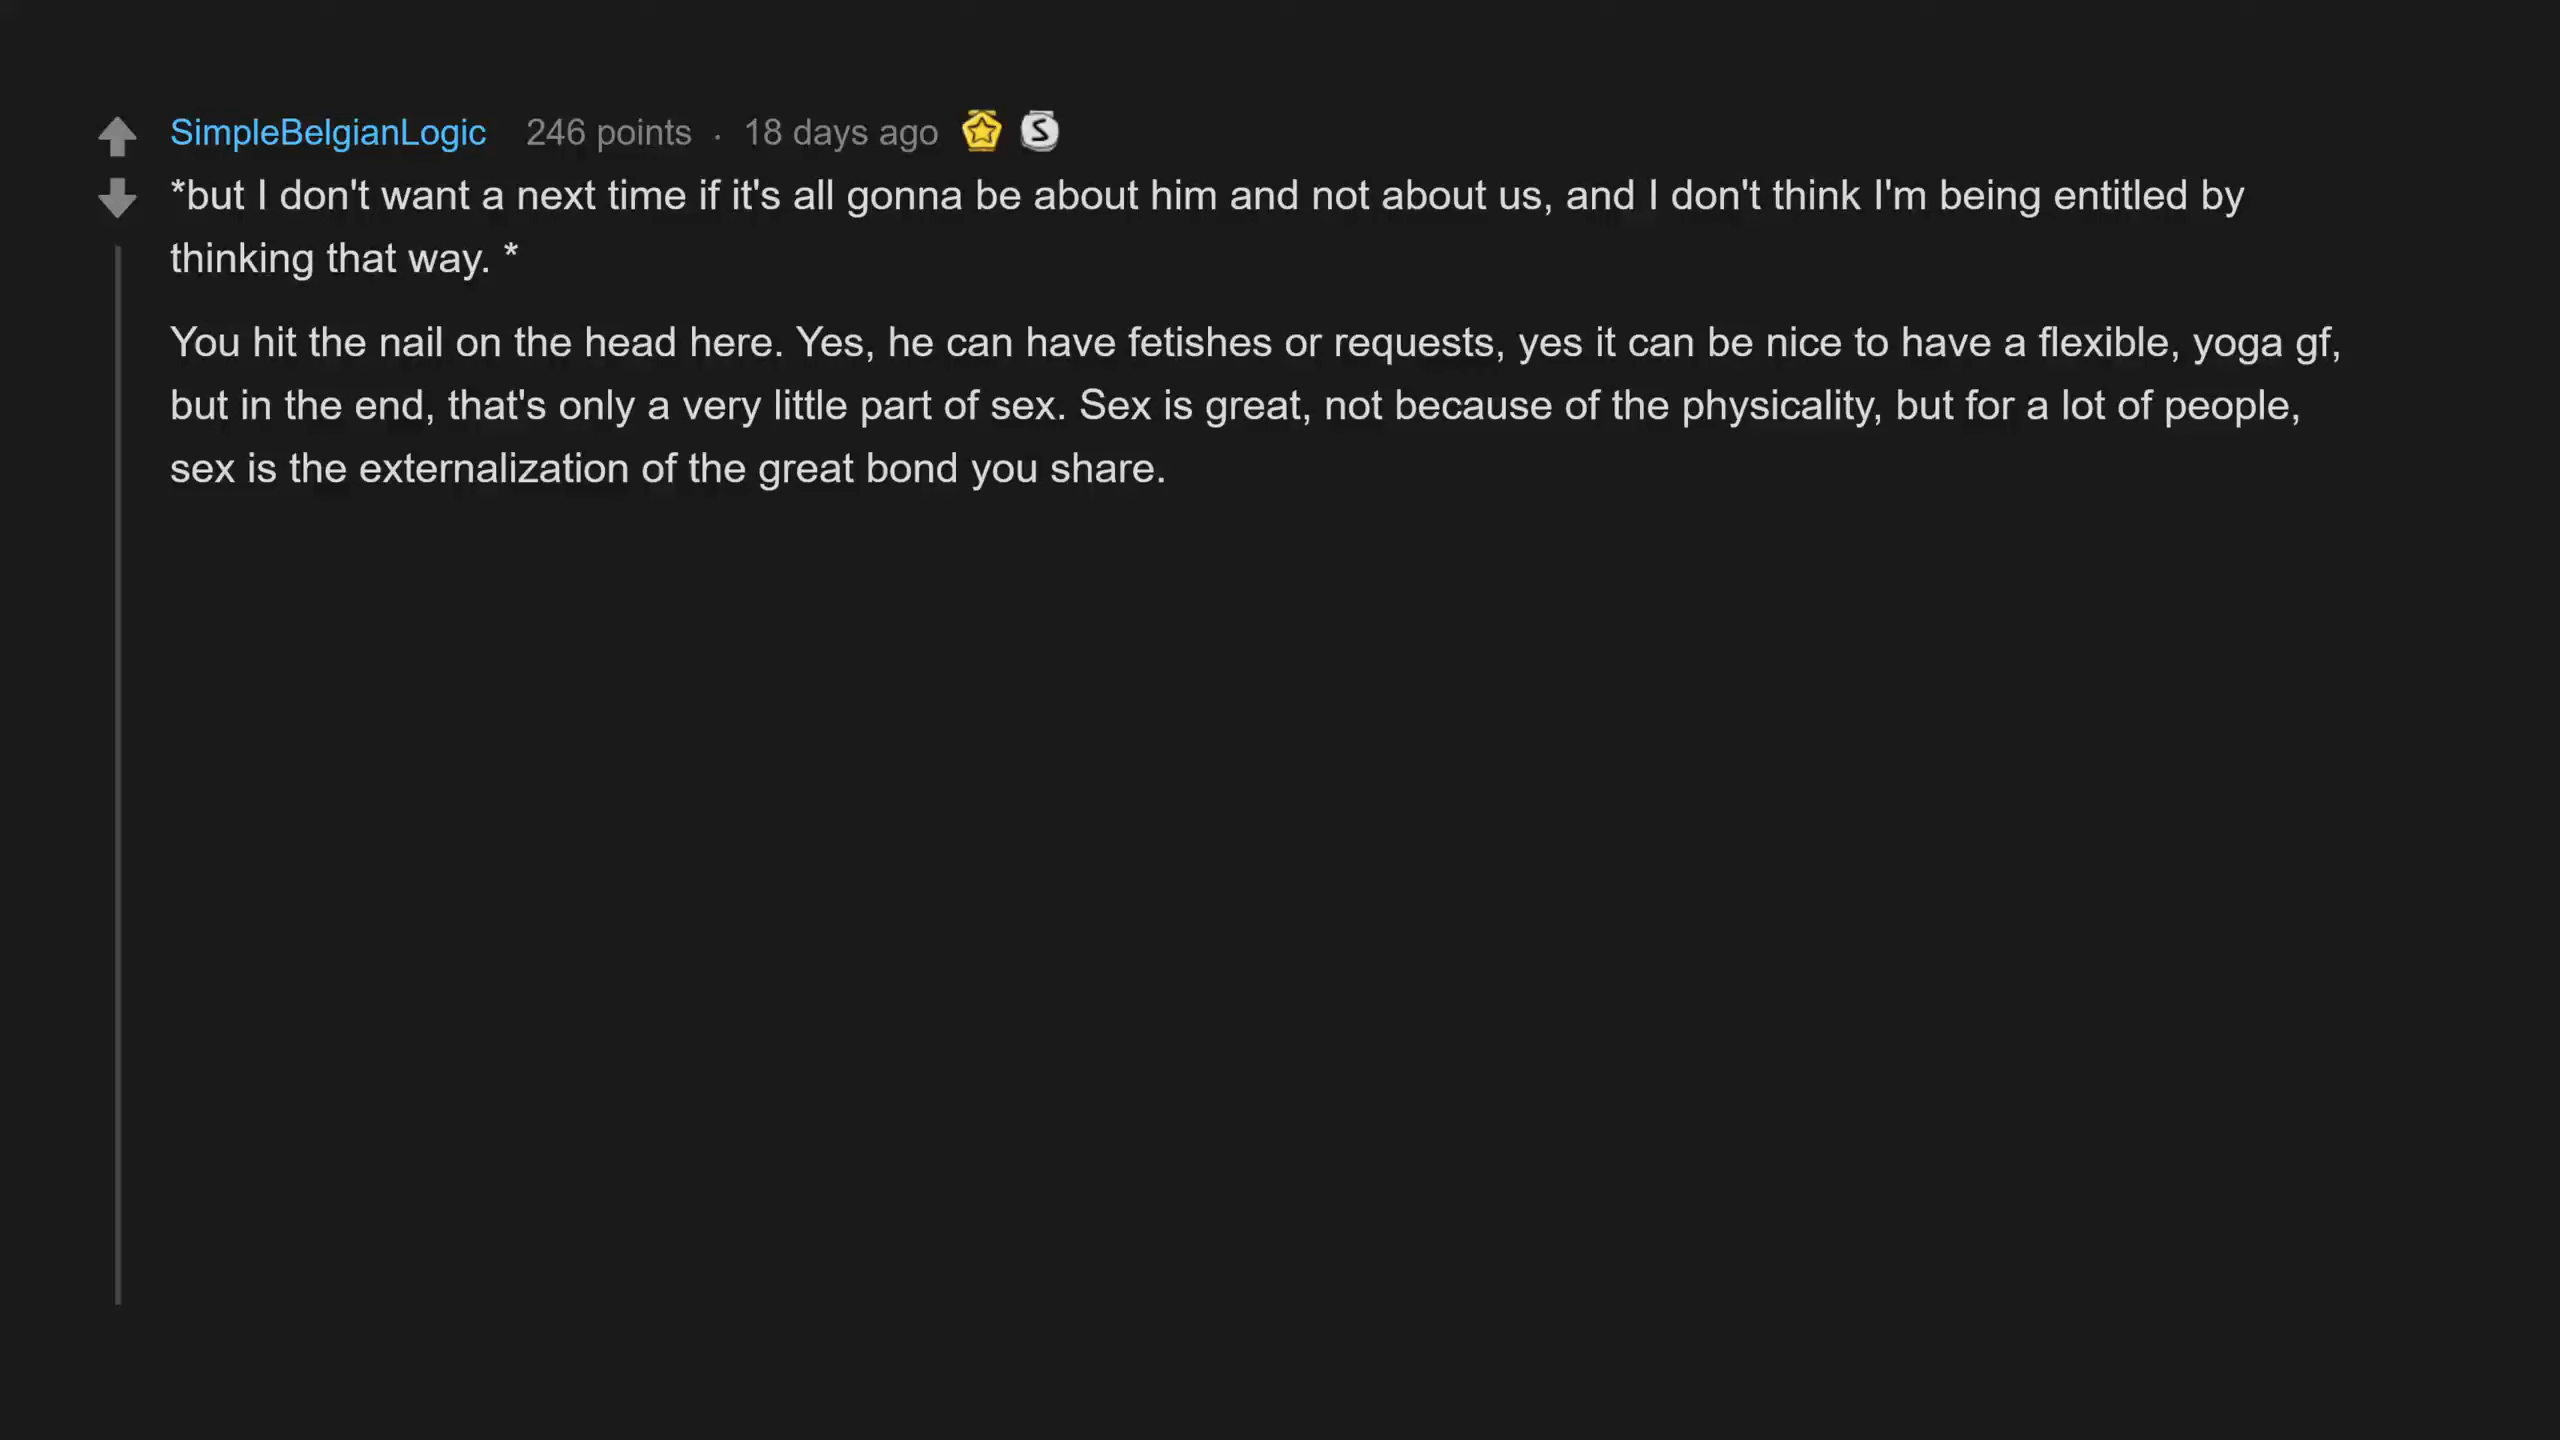 SimpleBelgianLogic 246 points · 18 days ago
*but I don't want a next time if it's all gonna be about him and not about us, and I don't think I'm being entitled by
thinking that way. *
You hit the nail on the head here. Yes, he can have fetishes or requests, yes it can be nice to have a flexible, yoga gf,
but in the end, that's only a very little part of sex. Sex is great, not because of the physicality, but for a lot of people,
sex is the externalization of the great bond you share.